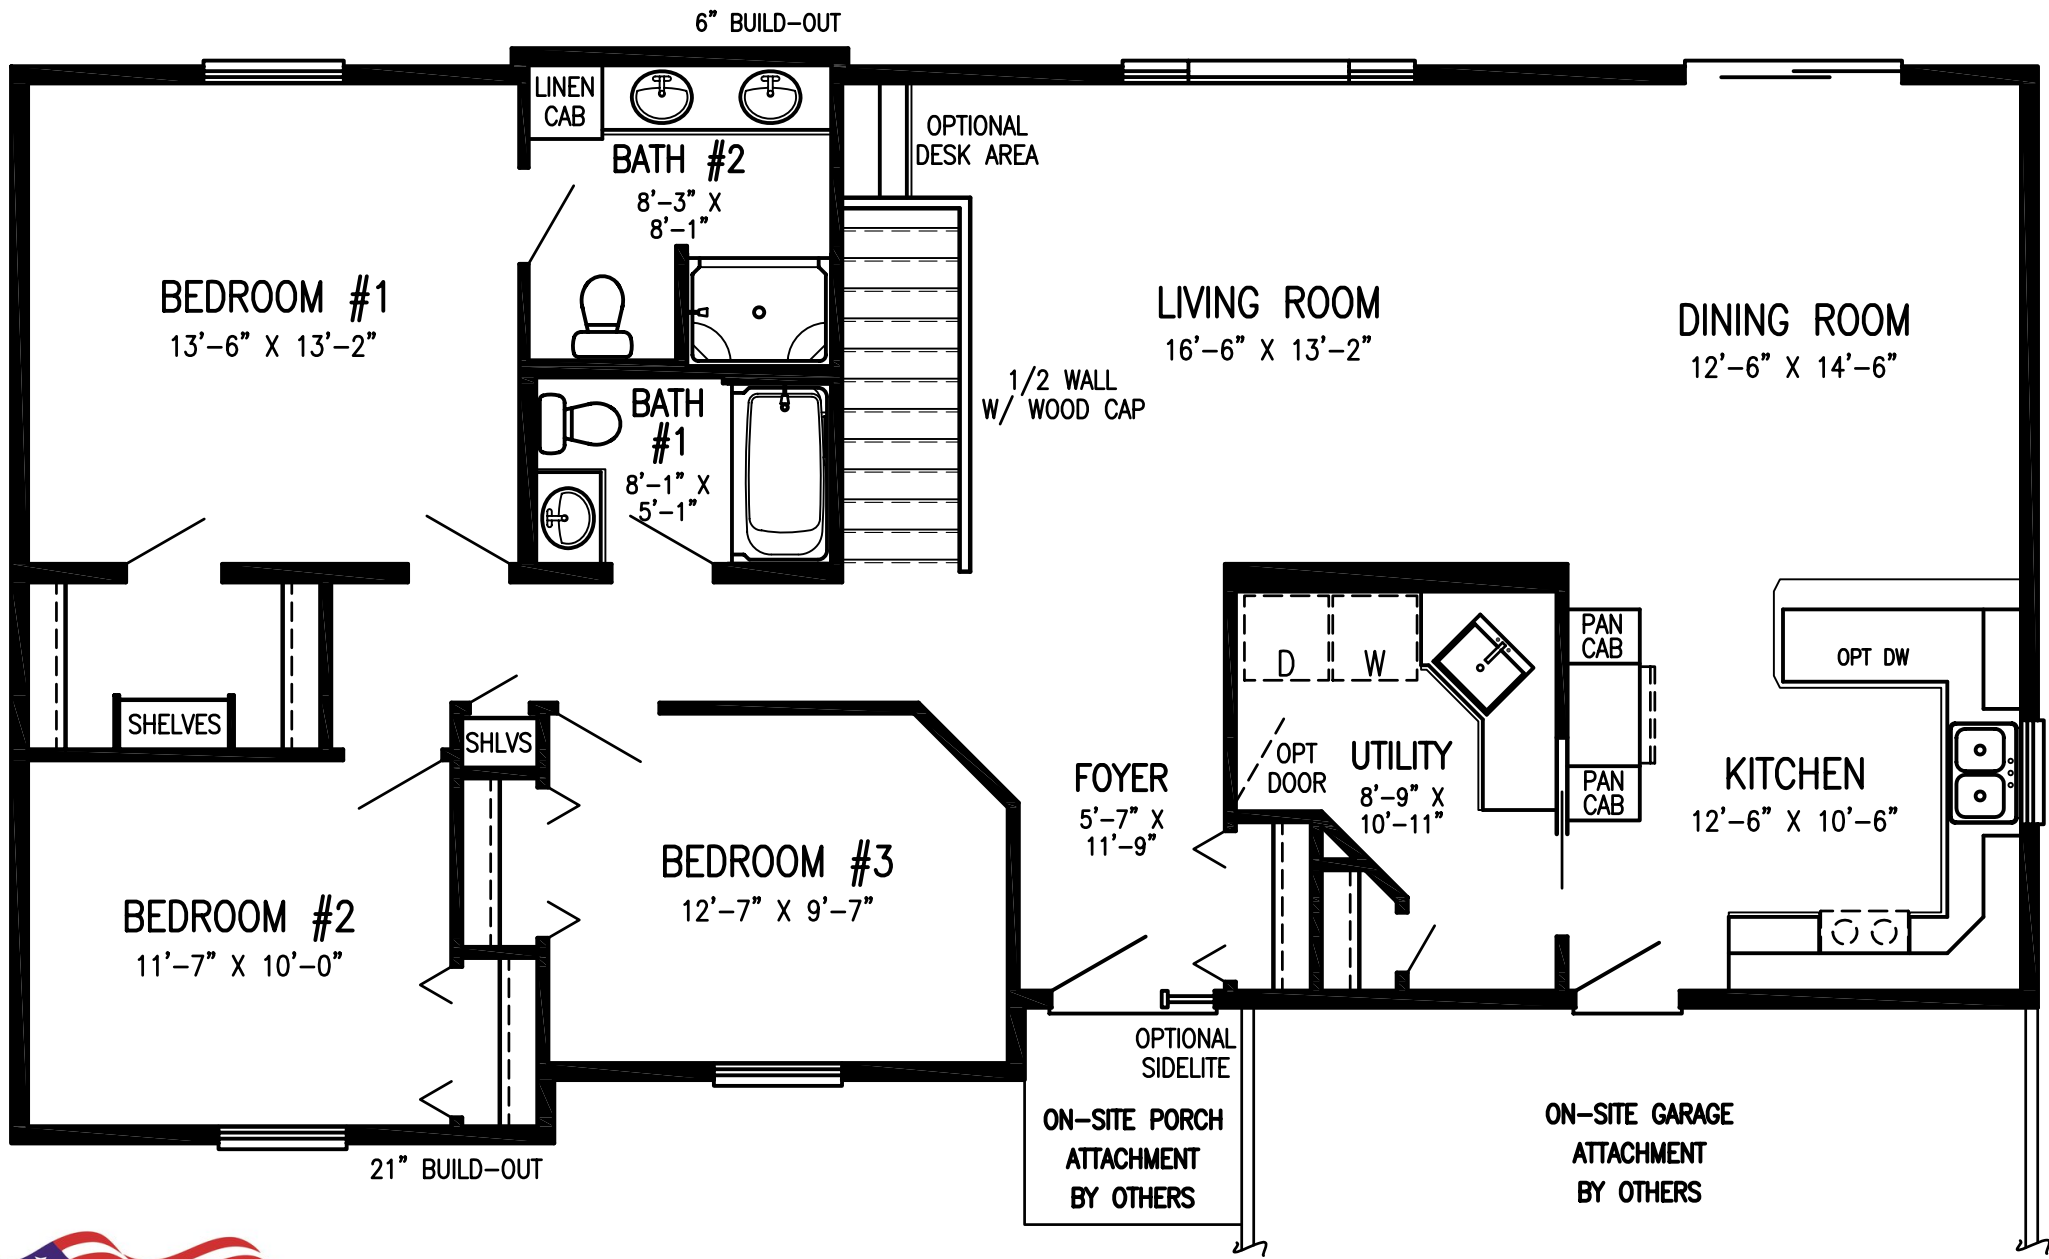 6” BUILD-OUT
LINEN
CAB
BATH #2
8’-3” X
8’-1”
OPTIONAL
DESK AREA
BEDROOM #1
13’-6” X 13’-2”
LIVING ROOM
16’-6” X 13’-2”
DINING ROOM
12’-6” X 14’-6”
1/2 WALL
W/ WOOD CAP
BATH
#1
8’-1” X
5’-1”
SHELVES
SHLVS
D
W
PAN
CAB
OPT DW
OPT
DOOR
UTILITY
8’-9” X
10’-11”
PAN
CAB
KITCHEN
12’-6” X 10’-6”
FOYER
5’-7” X
11’-9”
BEDROOM #3
12’-7” X 9’-7”
BEDROOM #2
11’-7” X 10’-0”
OPTIONAL
SIDELITE
21” BUILD-OUT
ON-SITE PORCH
ATTACHMENT
BY OTHERS
ON-SITE GARAGE
ATTACHMENT
BY OTHERS